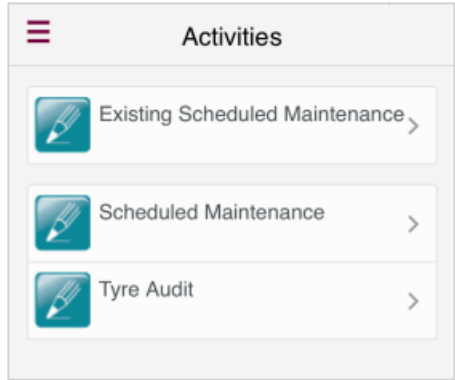 Activities
Existing Scheduled Maintenance
Scheduled Maintenance
Tyre Audit